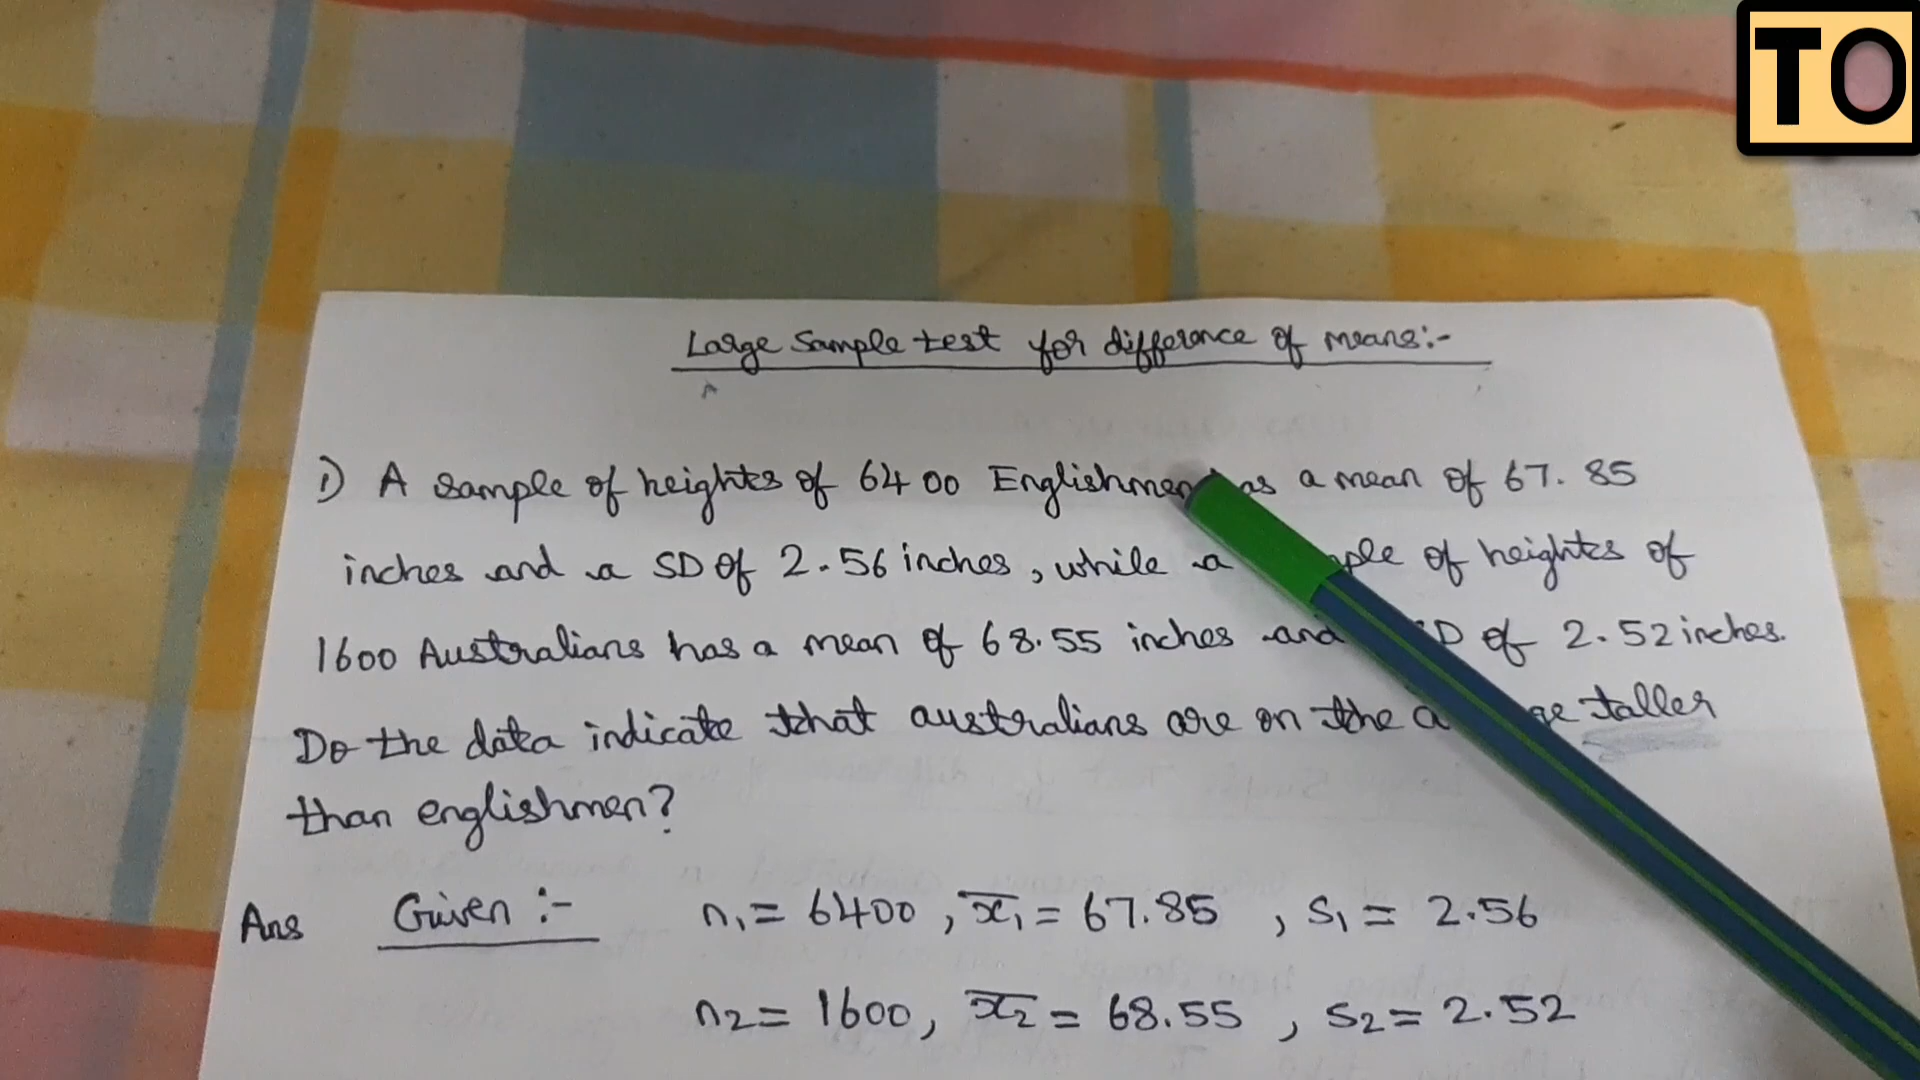 TO
Large Sample test for difference of means:-
1) A sample of heights of 6400 Englishmen has a mean of 67.85
inches and a SD of 2.56 inches, while a of heights of
1600 Australians has a mean of 68.55 inches and SD of 2.52 inches.
Do the data indicate that australians are on the taller
than englishmen?
Ans Given :- n1 = 6400, x̄1 = 67.85, S1 = 2.56
n2 = 1600, x̄2 = 68.55, S2 = 2.52